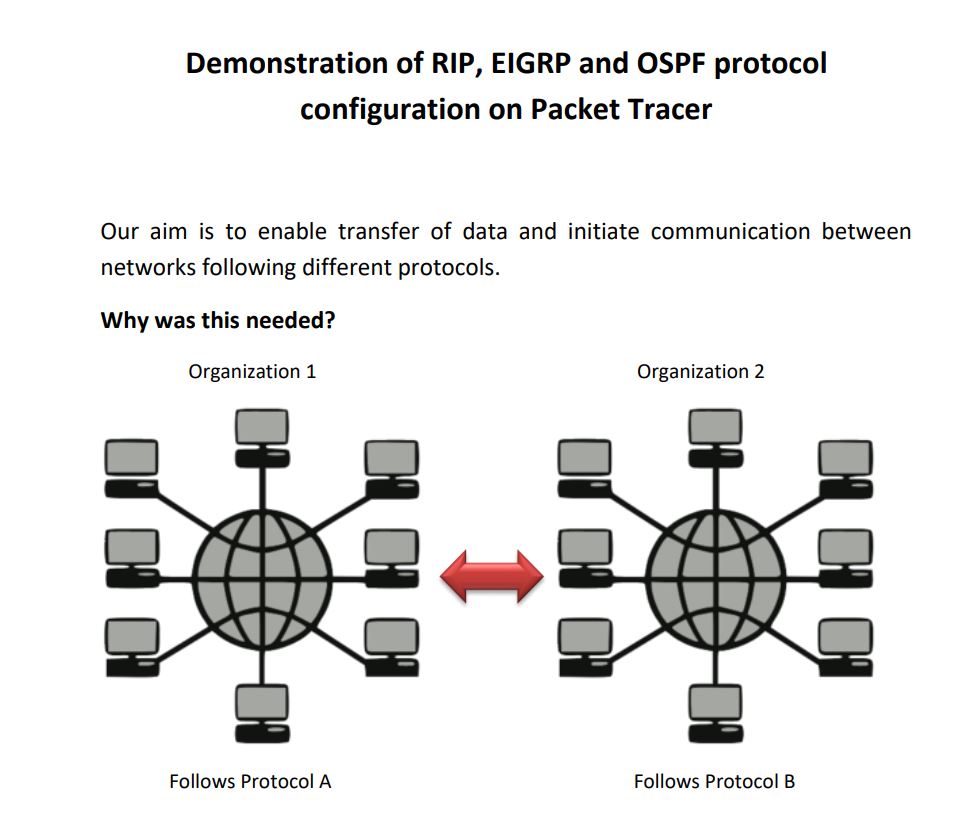 Demonstration of RIP, EIGRP and OSPF protocol
configuration on Packet Tracer
Our aim is to enable transfer of data and initiate communication between
networks following different protocols.
Why was this needed?
Organization 1
Organization 2
Follows Protocol A
Follows Protocol B